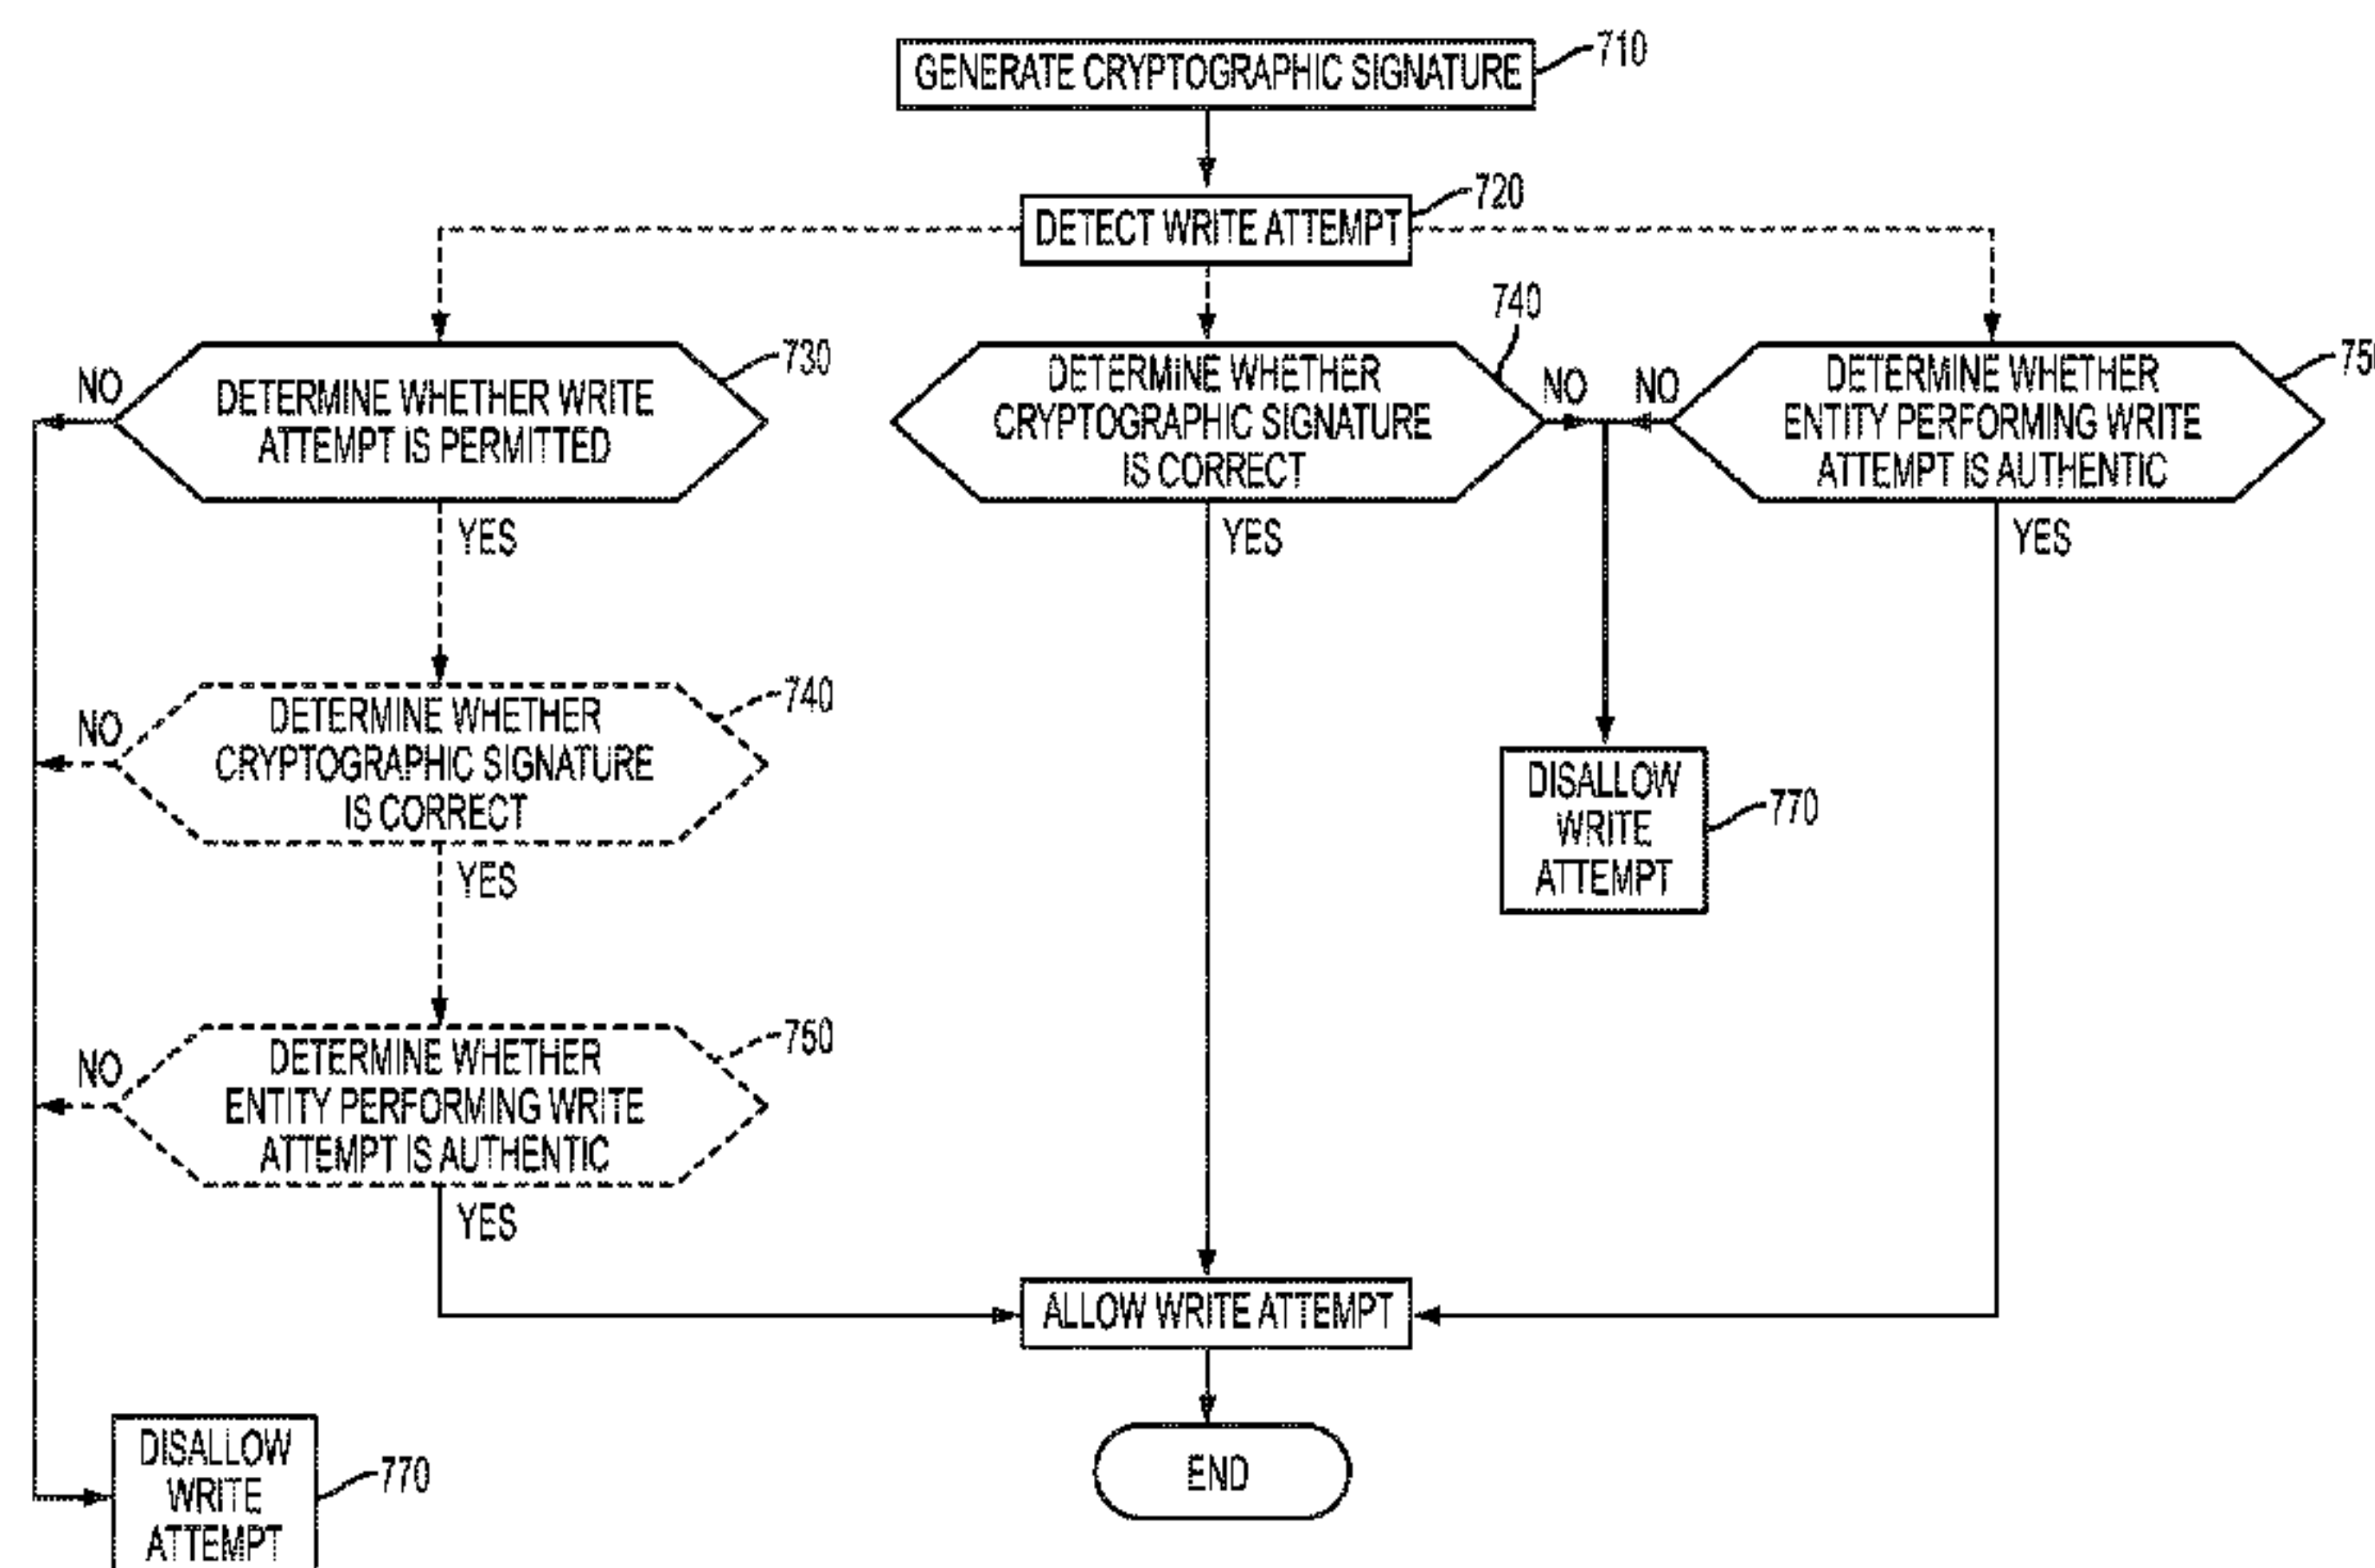 GENERATE CRYPTOGRAPHIC SIGNATURE
710
DETECT WRITE ATTEMPT
720
DETERMINE WHETHER WRITE
ATTEMPT IS PERMITTED
730
NO
YES
DETERMINE WHETHER
CRYPTOGRAPHIC SIGNATURE
IS CORRECT
740
NO
YES
NO
DETERMINE WHETHER
ENTITY PERFORMING WRITE
ATTEMPT IS AUTHENTIC
YES
DETERMINE WHETHER
CRYPTOGRAPHIC SIGNATURE
IS CORRECT
740
NO
YES
DISALLOW
WRITE
ATTEMPT
770
DETERMINE WHETHER
ENTITY PERFORMING WRITE
ATTEMPT IS AUTHENTIC
750
NO
YES
ALLOW WRITE ATTEMPT
END
DISALLOW
WRITE
ATTEMPT
770